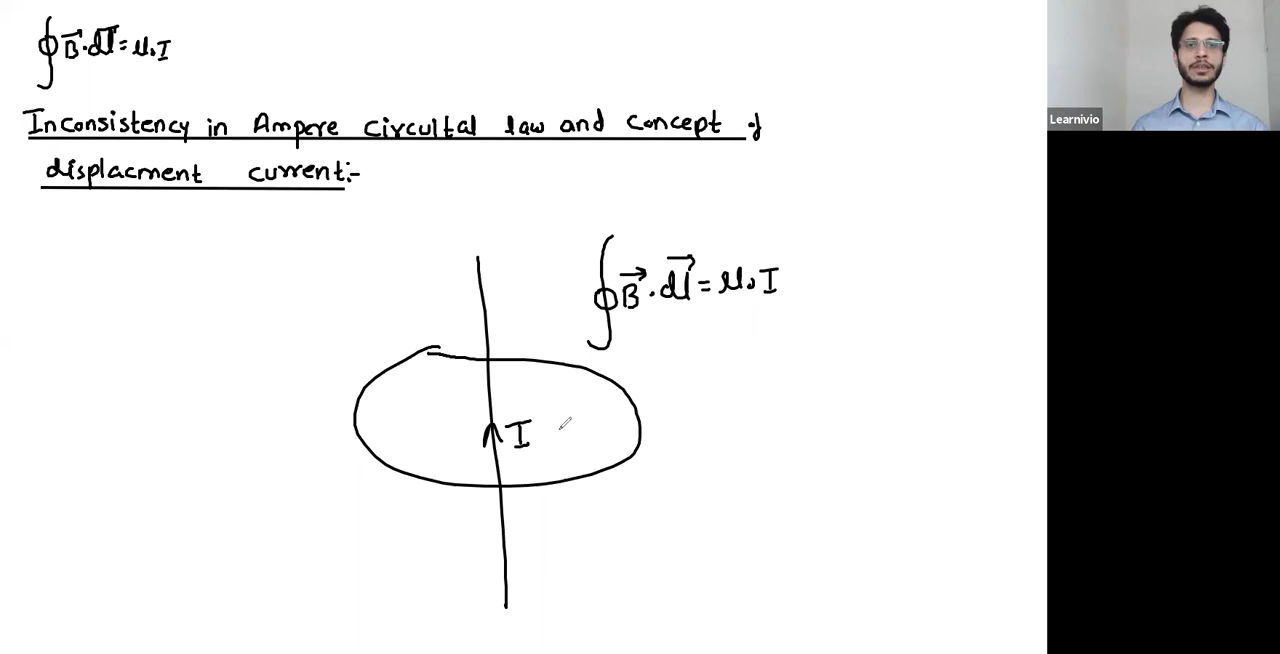 ∮B⃗·dl⃗ = μ₀I
Inconsistency in Ampere circuital law and concept of
displacment current:-
∮B⃗·dl⃗ = μ₀I
I
Learnivio